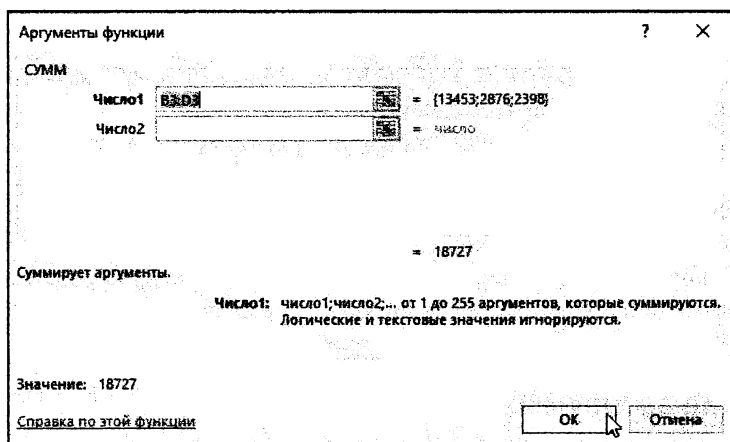 Аргументы функции ? ×
СУММ
Число1 B3:D3 = {13453;2876;2398}
Число2 = число
= 18727
Суммирует аргументы.
Число1: число1;число2;... от 1 до 255 аргументов, которые суммируются.
Логические и текстовые значения игнорируются.
Значение: 18727
Справка по этой функции
ОК Отмена